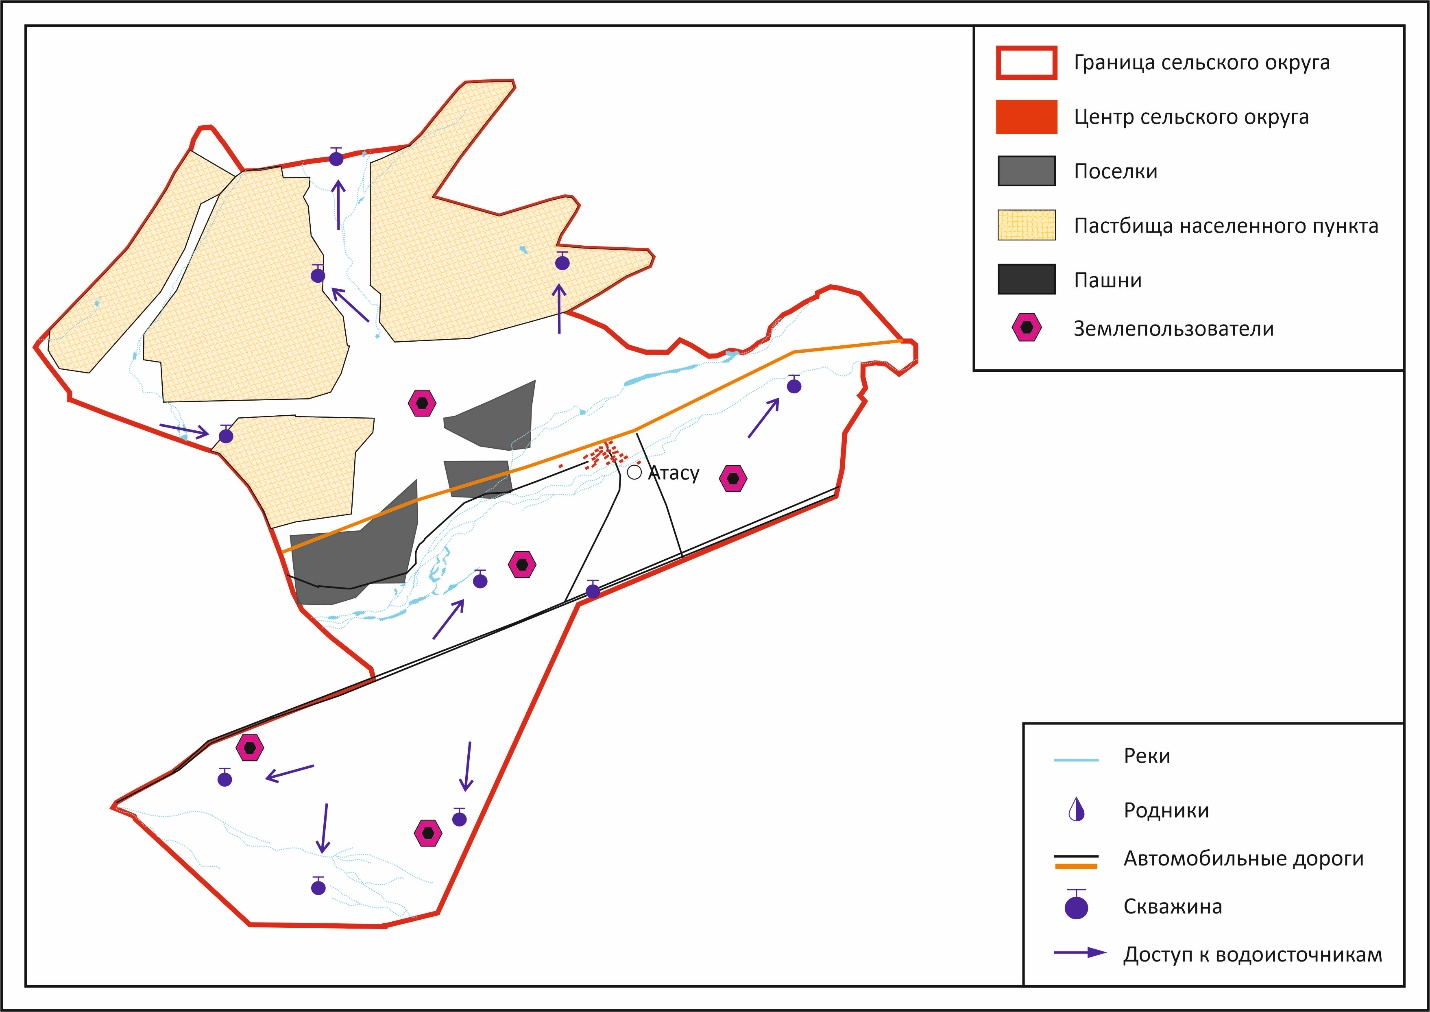 Граница сельского округа
Центр сельского округа
Поселки
Пастбища населенного пункта
Пашни
Землепользователи
Атасу
Реки
Родники
Автомобильные дороги
Скважина
Доступ к водоисточникам